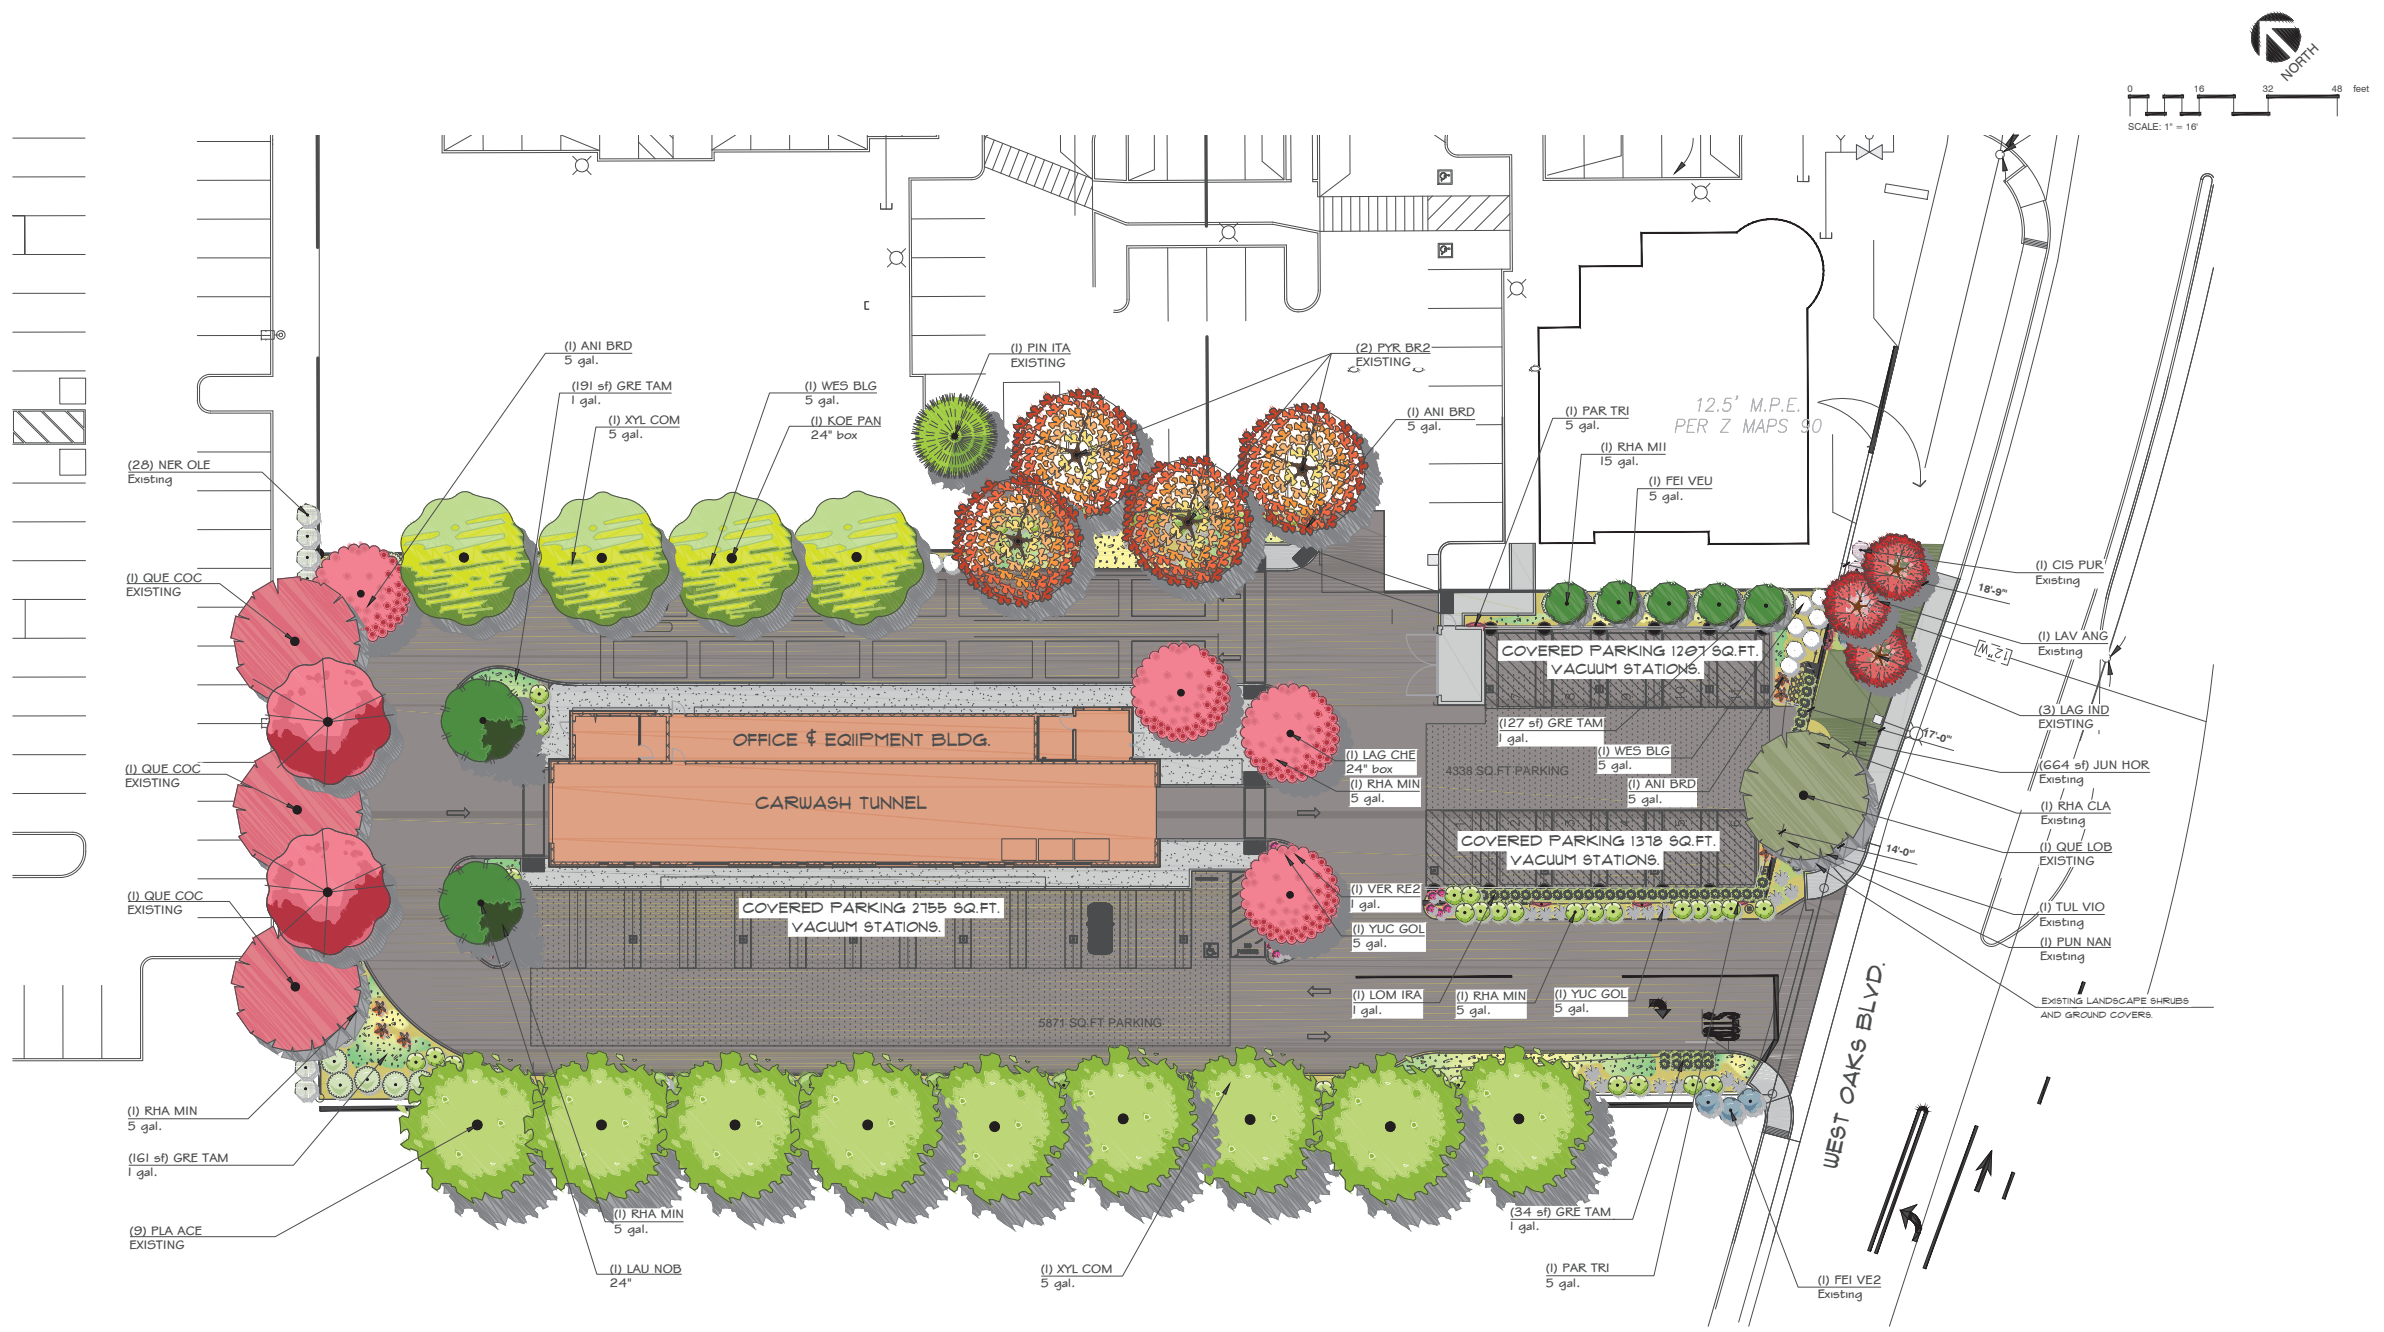 NORTH
0 16 32 48 feet
SCALE: 1" = 16'
(1) ANI BRD
5 gal.
(191 sf) GRE TAM
1 gal.
(1) XYL COM
5 gal.
(1) WES BLG
5 gal.
(1) KOE PAN
24" box
(1) PIN ITA
EXISTING
(2) PYR BR2
EXISTING
(1) ANI BRD
5 gal.
(1) PAR TRI
5 gal.
(1) RHA MI1
15 gal.
(1) FEI VEU
5 gal.
12.5' M.P.E.
PER Z MAPS 90
(28) NER OLE
Existing
(1) QUE COC
EXISTING
(1) QUE COC
EXISTING
(1) QUE COC
EXISTING
(1) RHA MIN
5 gal.
(161 sf) GRE TAM
1 gal.
(9) PLA ACE
EXISTING
OFFICE & EQIIPMENT BLDG.
CARWASH TUNNEL
COVERED PARKING 2755 SQ.FT.
VACUUM STATIONS.
5871 SQ.FT PARKING
COVERED PARKING 1207 SQ.FT.
VACUUM STATIONS.
(127 sf) GRE TAM
1 gal.
(1) WES BLG
5 gal.
4338 SQ.FT PARKING
(1) ANI BRD
5 gal.
(1) LAG CHE
24" box
(1) RHA MIN
5 gal.
COVERED PARKING 1378 SQ.FT.
VACUUM STATIONS.
(1) VER RE2
1 gal.
(1) YUC GOL
5 gal.
(1) LOM IRA
1 gal.
(1) RHA MIN
5 gal.
(1) YUC GOL
5 gal.
(1) CIS PUR
Existing
18'-9"
(1) LAV ANG
Existing
12"W
(3) LAG IND
EXISTING
17'-0"
(664 sf) JUN HOR
Existing
(1) RHA CLA
Existing
(1) QUE LOB
EXISTING
14'-0"
(1) TUL VIO
Existing
(1) PUN NAN
Existing
EXISTING LANDSCAPE SHRUBS
AND GROUND COVERS.
WEST OAKS BLVD.
(1) RHA MIN
5 gal.
(1) LAU NOB
24"
(1) XYL COM
5 gal.
(34 sf) GRE TAM
1 gal.
(1) PAR TRI
5 gal.
(1) FEI VE2
Existing